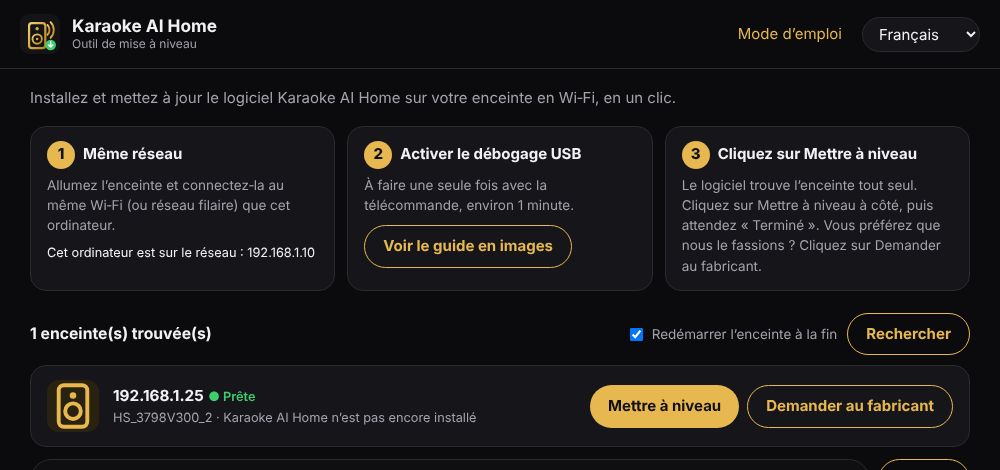 Karaoke AI Home
Outil de mise à niveau
Mode d’emploi
Français
Installez et mettez à jour le logiciel Karaoke AI Home sur votre enceinte en Wi-Fi, en un clic.
1 Même réseau
Allumez l’enceinte et connectez-la au
même Wi-Fi (ou réseau filaire) que cet
ordinateur.
Cet ordinateur est sur le réseau : 192.168.1.10
2 Activer le débogage USB
À faire une seule fois avec la
télécommande, environ 1 minute.
Voir le guide en images
3 Cliquez sur Mettre à niveau
Le logiciel trouve l’enceinte tout seul.
Cliquez sur Mettre à niveau à côté, puis
attendez « Terminé ». Vous préférez que
nous le fassions ? Cliquez sur Demander
au fabricant.
1 enceinte(s) trouvée(s)
Redémarrer l’enceinte à la fin
Rechercher
192.168.1.25 Prête
HS_3798V300_2 · Karaoke AI Home n’est pas encore installé
Mettre à niveau
Demander au fabricant